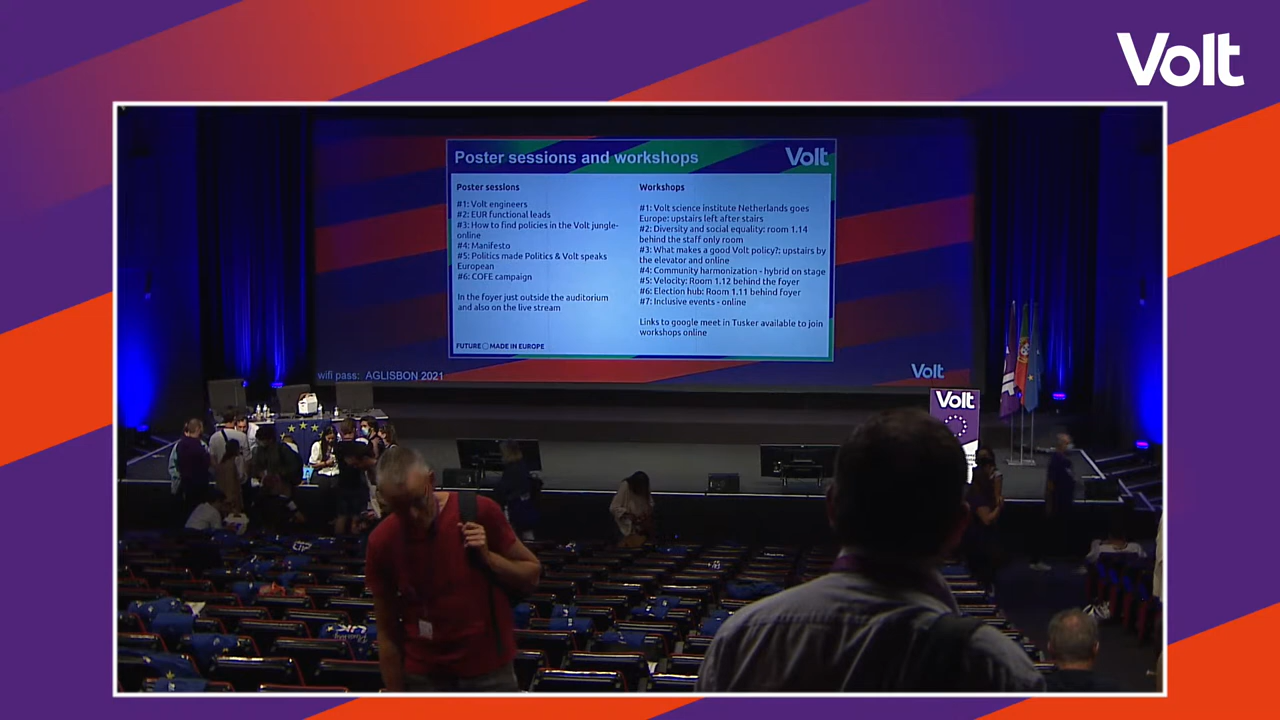 Volt
Poster sessions and workshops
Volt
Poster sessions
#1: Volt engineers
#2: EUR functional leads
#3: How to find policies in the Volt jungle-
online
#4: Manifesto
#5: Politics made Politics & Volt speaks
European
#6: COFE campaign
In the foyer just outside the auditorium
and also on the live stream
FUTURE MADE IN EUROPE
Workshops
#1: Volt science institute Netherlands goes
Europe: upstairs left after stairs
#2: Diversity and social equality: room 1.14
behind the staff only room
#3: What makes a good Volt policy?: upstairs by
the elevator and online
#4: Community harmonization - hybrid on stage
#5: Velocity: Room 1.12 behind the foyer
#6: Election hub: Room 1.11 behind foyer
#7: Inclusive events - online
Links to google meet in Tusker available to join
workshops online
wifi pass: AGLISBON 2021
Volt
Volt